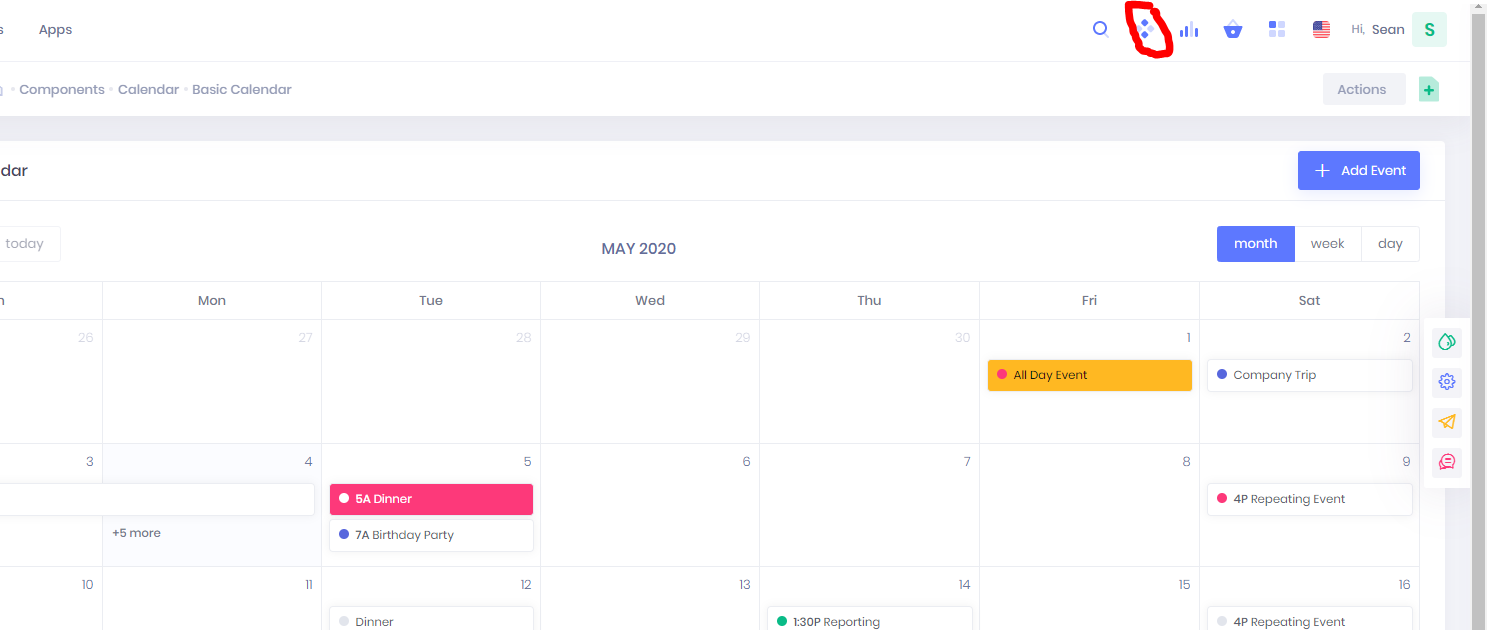 s Apps Hi, Sean S
Components Calendar Basic Calendar Actions
dar Add Event
today MAY 2020 month week day
n Mon Tue Wed Thu Fri Sat
26 27 28 29 30 1 2
All Day Event Company Trip
3 4 5 6 7 8 9
5A Dinner 4P Repeating Event
+5 more 7A Birthday Party
10 11 12 13 14 15 16
Dinner 1:30P Reporting 4P Repeating Event